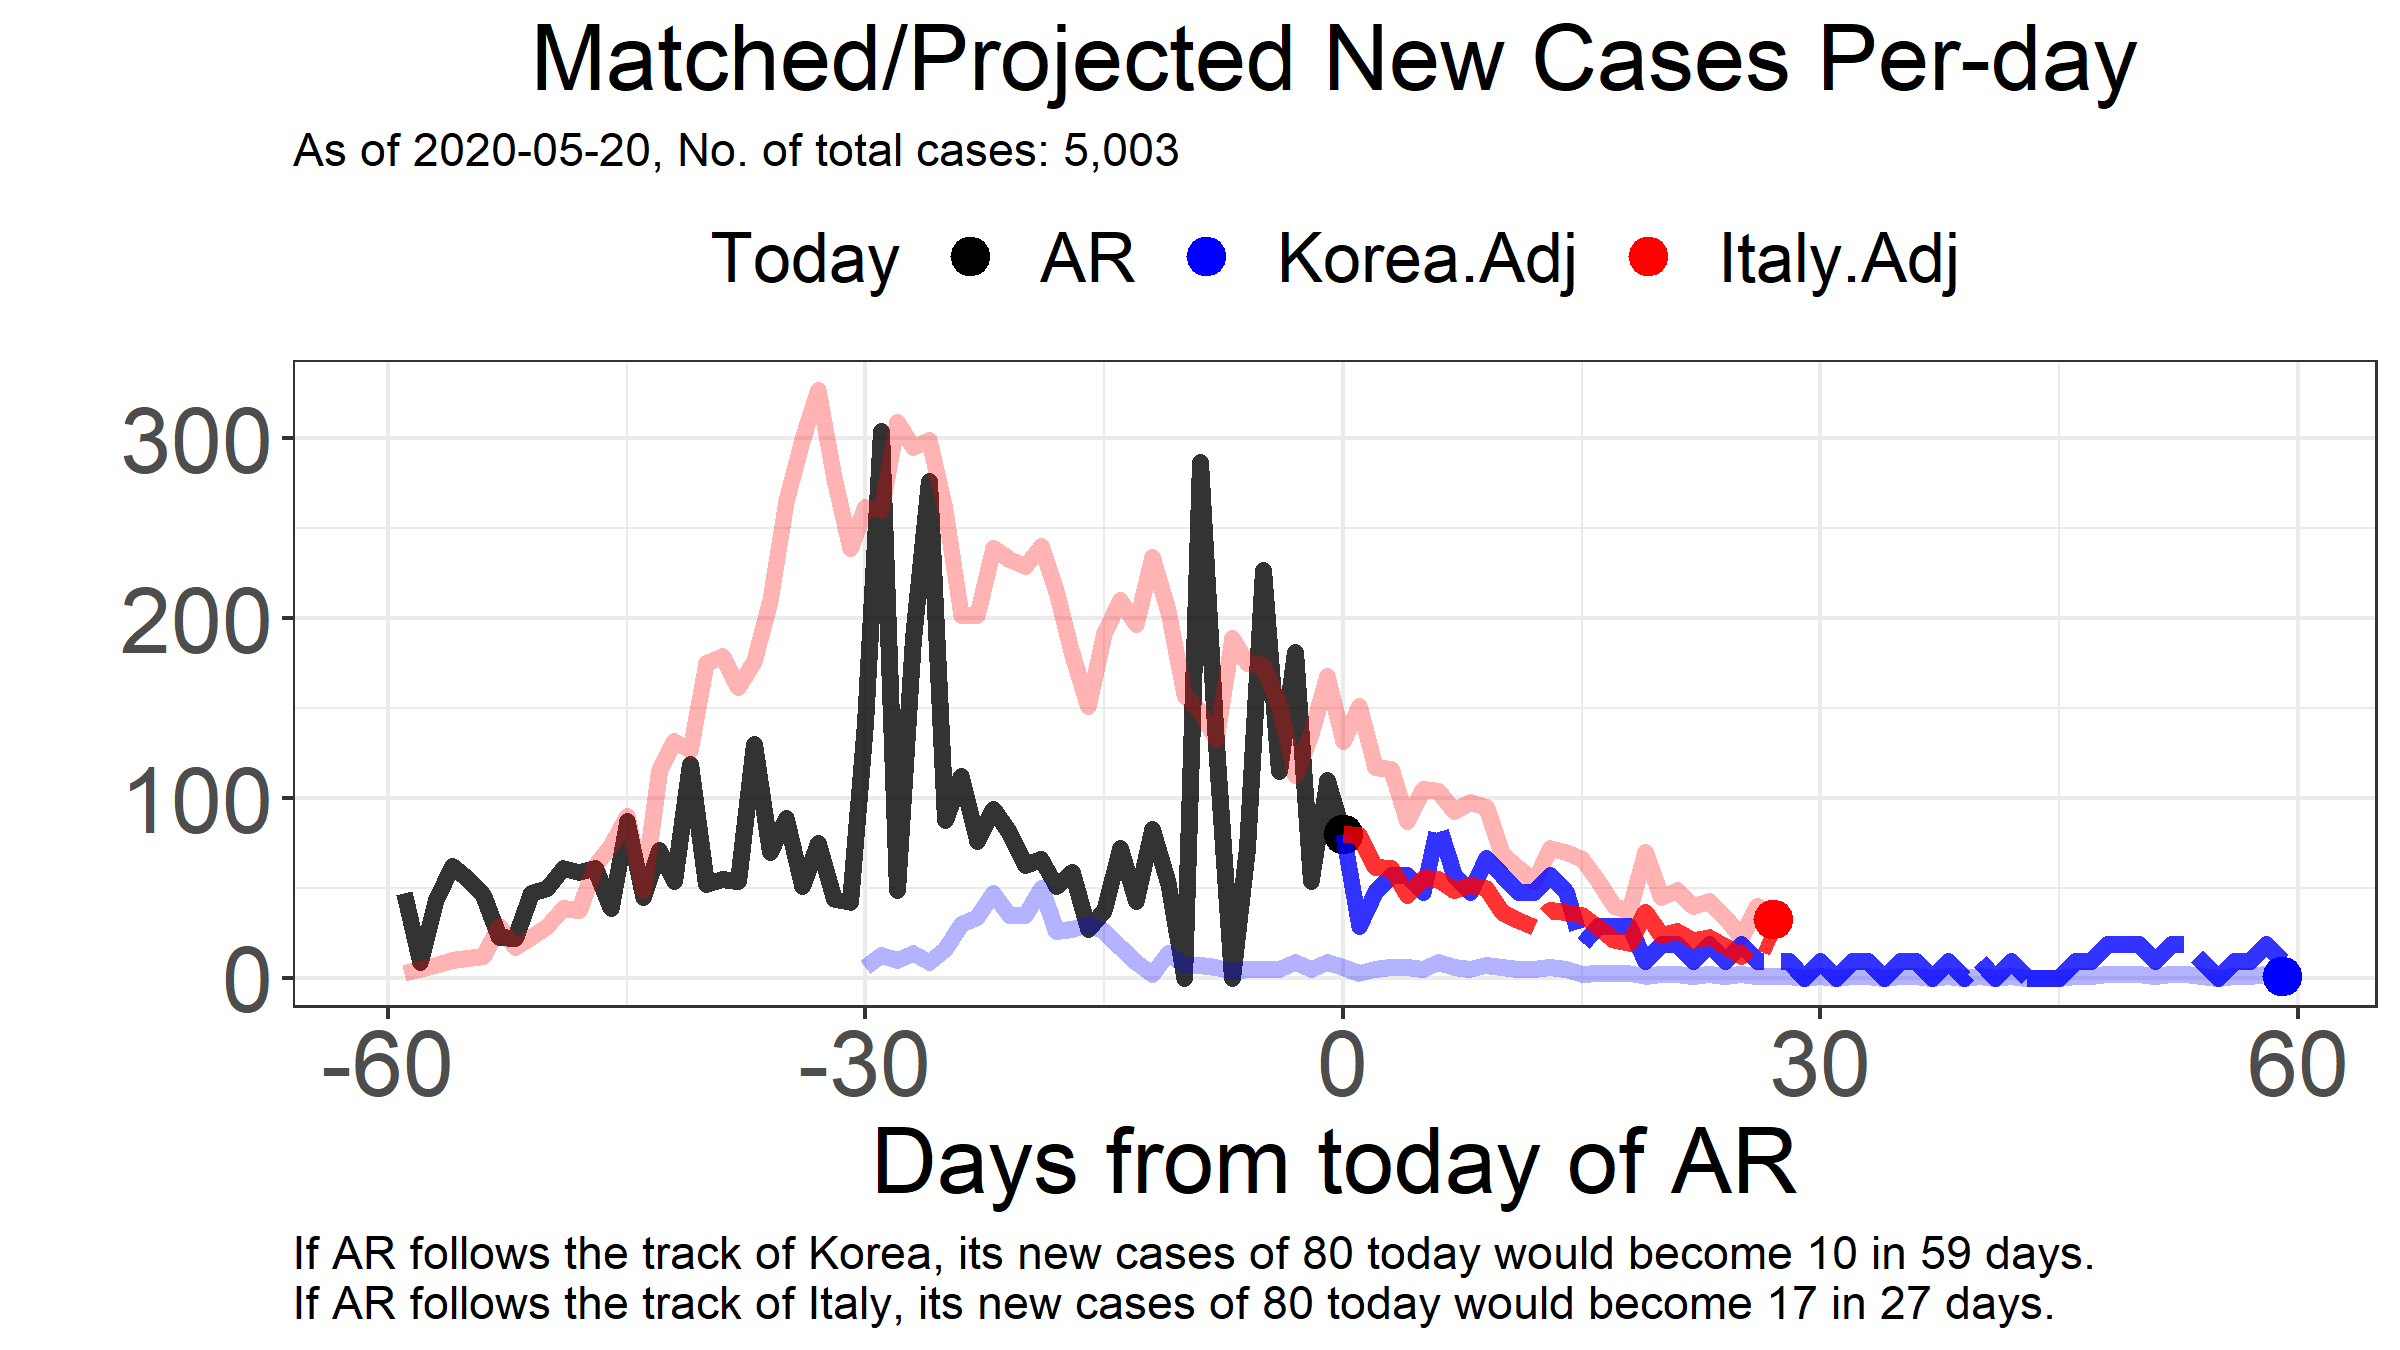 Matched/Projected New Cases Per-day
As of 2020-05-20, No. of total cases: 5,003
Today AR Korea.Adj Italy.Adj
300
200
100
0
-60 -30 0 30 60
Days from today of AR
If AR follows the track of Korea, its new cases of 80 today would become 10 in 59 days.
If AR follows the track of Italy, its new cases of 80 today would become 17 in 27 days.